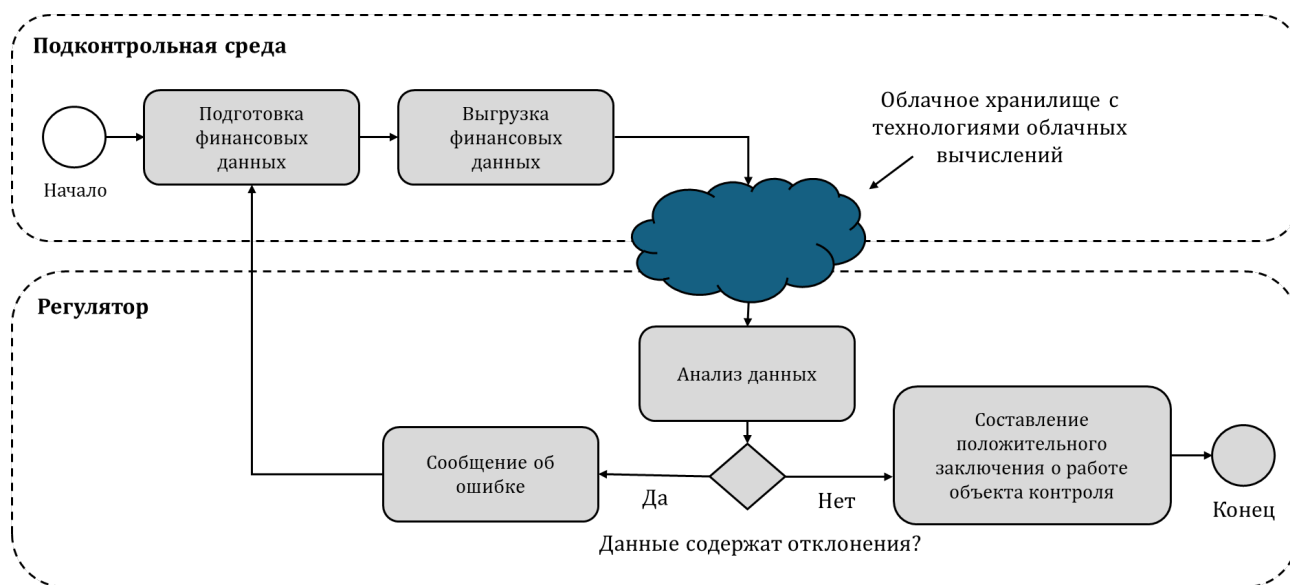 Подконтрольная среда
Подготовка
финансовых
данных
Выгрузка
финансовых
данных
Облачное хранилище с
технологиями облачных
вычислений
Начало
Регулятор
Анализ данных
Сообщение об
ошибке
Составление
положительного
заключения о работе
объекта контроля
Да
Нет
Конец
Данные содержат отклонения?